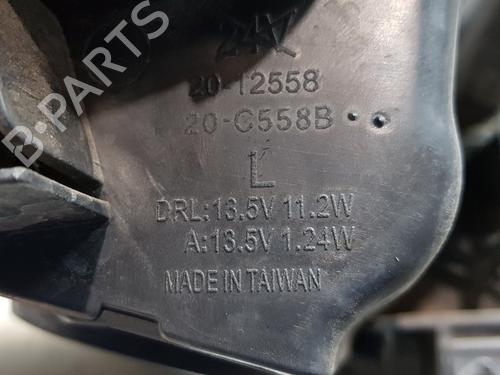 24V
20-12558
20-C558B
L
DRL:13.5V 11.2W
A:13.5V 1.24W
MADE IN TAIWAN
B-PARTS